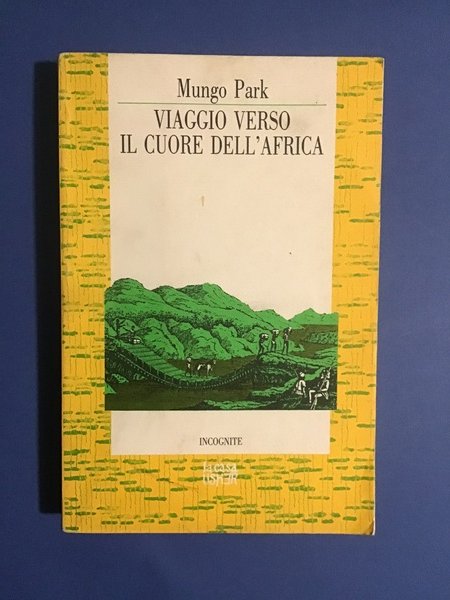 Mungo Park
VIAGGIO VERSO
IL CUORE DELL'AFRICA
INCOGNITE
la casa
USHER